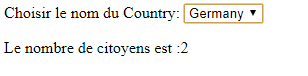 Choisir le nom du Country: Germany
Le nombre de citoyens est :2